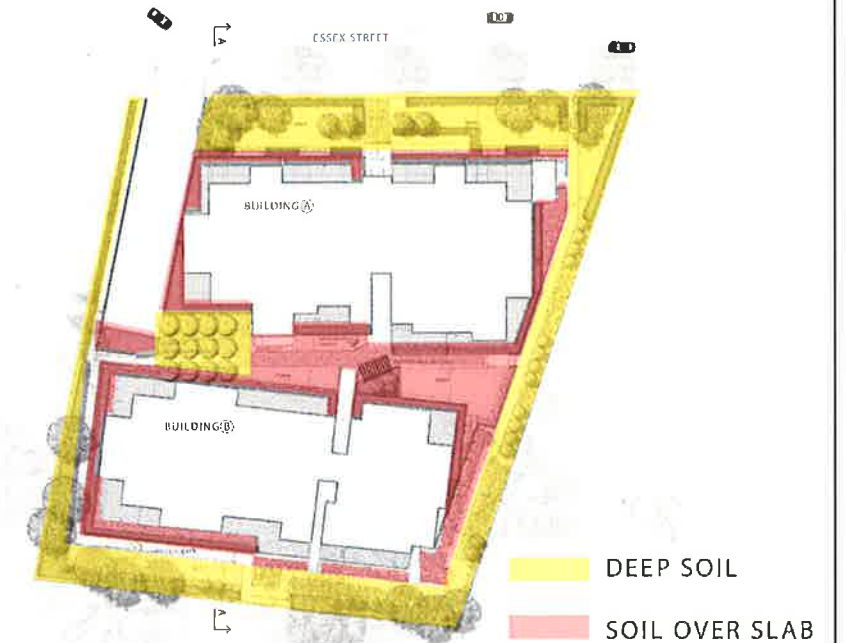 A
ESSEX STREET
BUILDING A
BUILDING B
DEEP SOIL
SOIL OVER SLAB
A